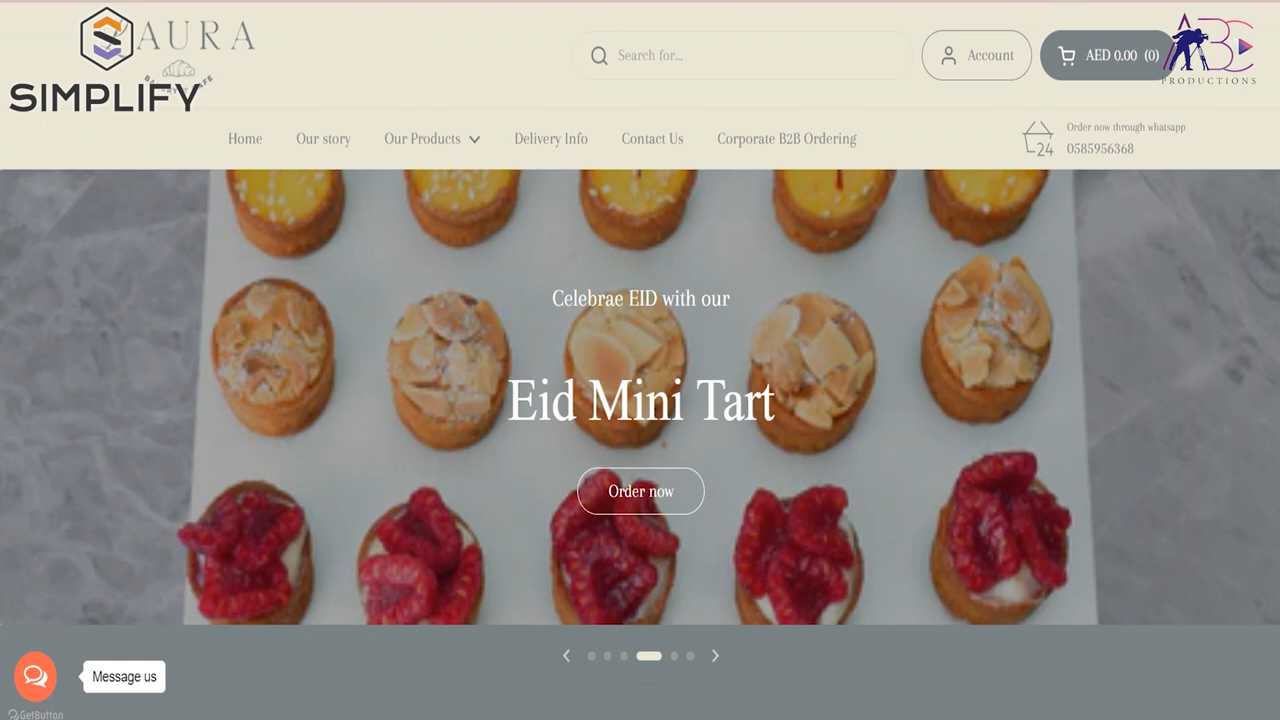 AURA
SIMPLIFY
Search for...
Account
AED 0.00 (0)
PRODUCTIONS
Home
Our story
Our Products
Delivery Info
Contact Us
Corporate B2B Ordering
24
Order now through whatsapp
0585956368
Celebrae EID with our
Eid Mini Tart
Order now
Message us
GetButton